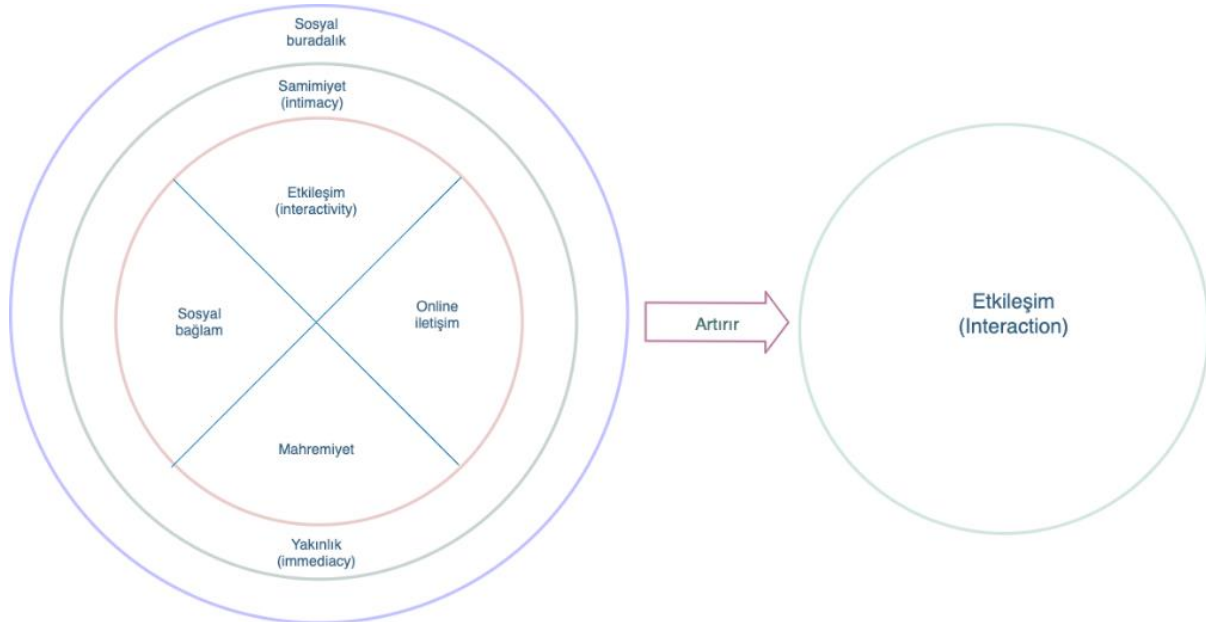 Sosyal
buradalık
Samimiyet
(intimacy)
Etkileşim
(interactivity)
Sosyal
bağlam
Online
iletişim
Mahremiyet
Yakınlık
(immediacy)
Artırır
Etkileşim
(Interaction)